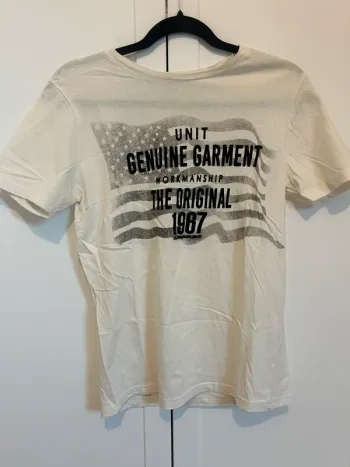 UNIT
GENUINE GARMENT
WORKMANSHIP
THE ORIGINAL
1987